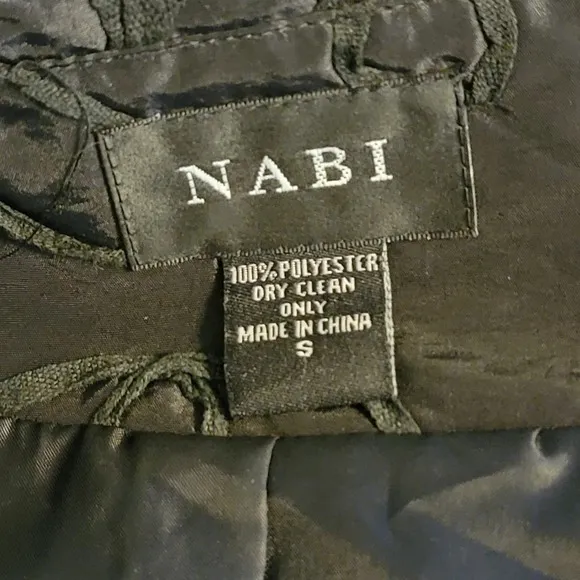 NABI
100% POLYESTER
DRY CLEAN
ONLY
MADE IN CHINA
S